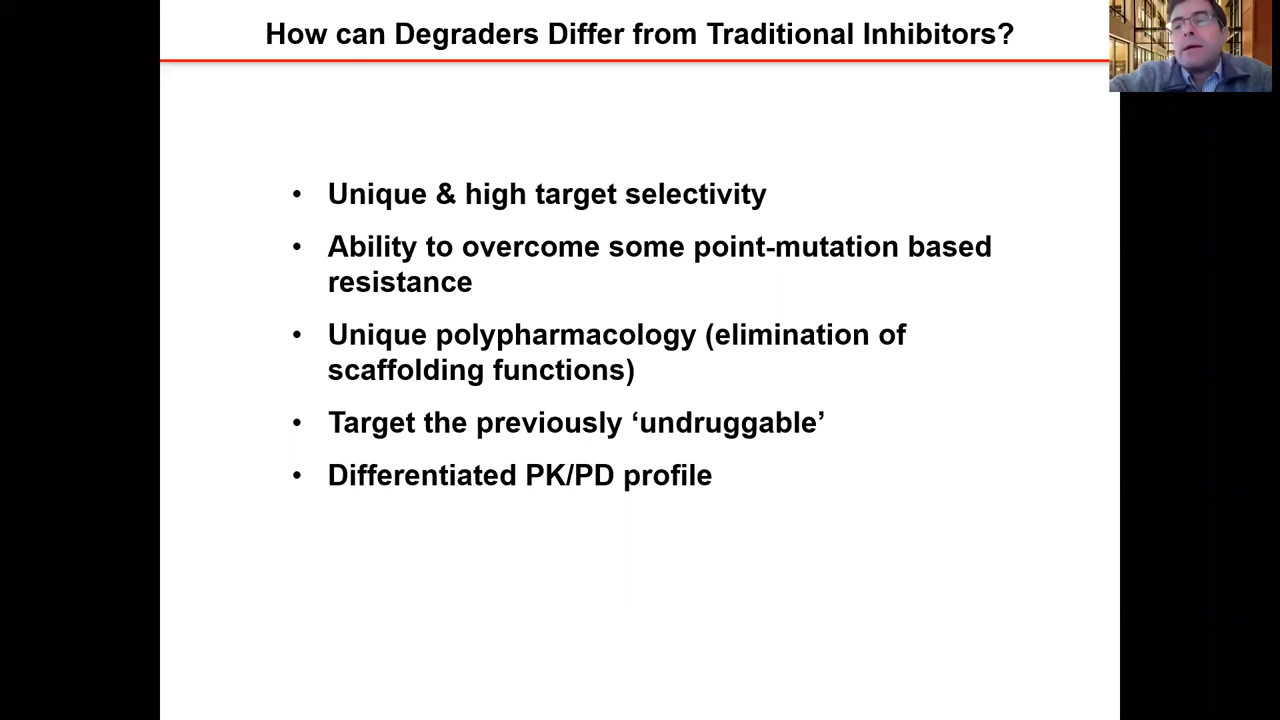 How can Degraders Differ from Traditional Inhibitors?
• Unique & high target selectivity
• Ability to overcome some point-mutation based
resistance
• Unique polypharmacology (elimination of
scaffolding functions)
• Target the previously ‘undruggable’
• Differentiated PK/PD profile